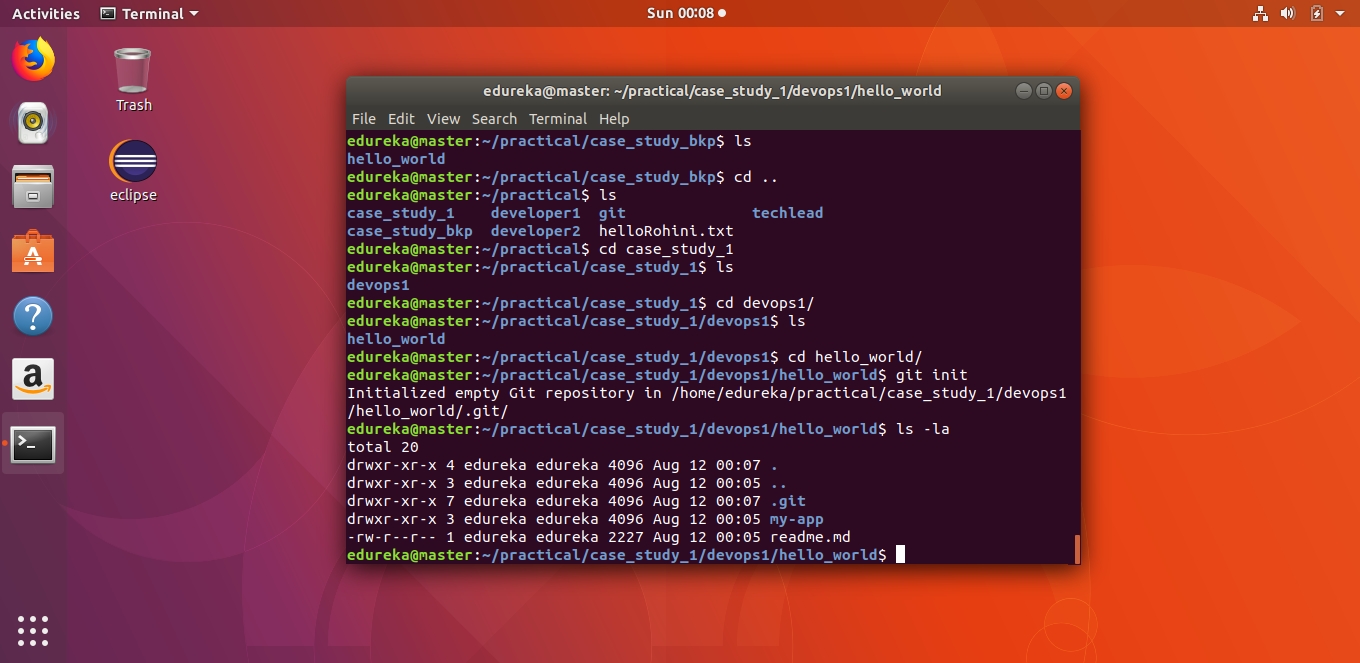 Activities Terminal Sun 00:08
Trash
eclipse
edureka@master: ~/practical/case_study_1/devops1/hello_world
File Edit View Search Terminal Help
edureka@master:~/practical/case_study_bkp$ ls
hello_world
edureka@master:~/practical/case_study_bkp$ cd ..
edureka@master:~/practical$ ls
case_study_1 developer1 git techlead
case_study_bkp developer2 helloRohini.txt
edureka@master:~/practical$ cd case_study_1
edureka@master:~/practical/case_study_1$ ls
devops1
edureka@master:~/practical/case_study_1$ cd devops1/
edureka@master:~/practical/case_study_1/devops1$ ls
hello_world
edureka@master:~/practical/case_study_1/devops1$ cd hello_world/
edureka@master:~/practical/case_study_1/devops1/hello_world$ git init
Initialized empty Git repository in /home/edureka/practical/case_study_1/devops1
/hello_world/.git/
edureka@master:~/practical/case_study_1/devops1/hello_world$ ls -la
total 20
drwxr-xr-x 4 edureka edureka 4096 Aug 12 00:07 .
drwxr-xr-x 3 edureka edureka 4096 Aug 12 00:05 ..
drwxr-xr-x 7 edureka edureka 4096 Aug 12 00:07 .git
drwxr-xr-x 3 edureka edureka 4096 Aug 12 00:05 my-app
-rw-r--r-- 1 edureka edureka 2227 Aug 12 00:05 readme.md
edureka@master:~/practical/case_study_1/devops1/hello_world$